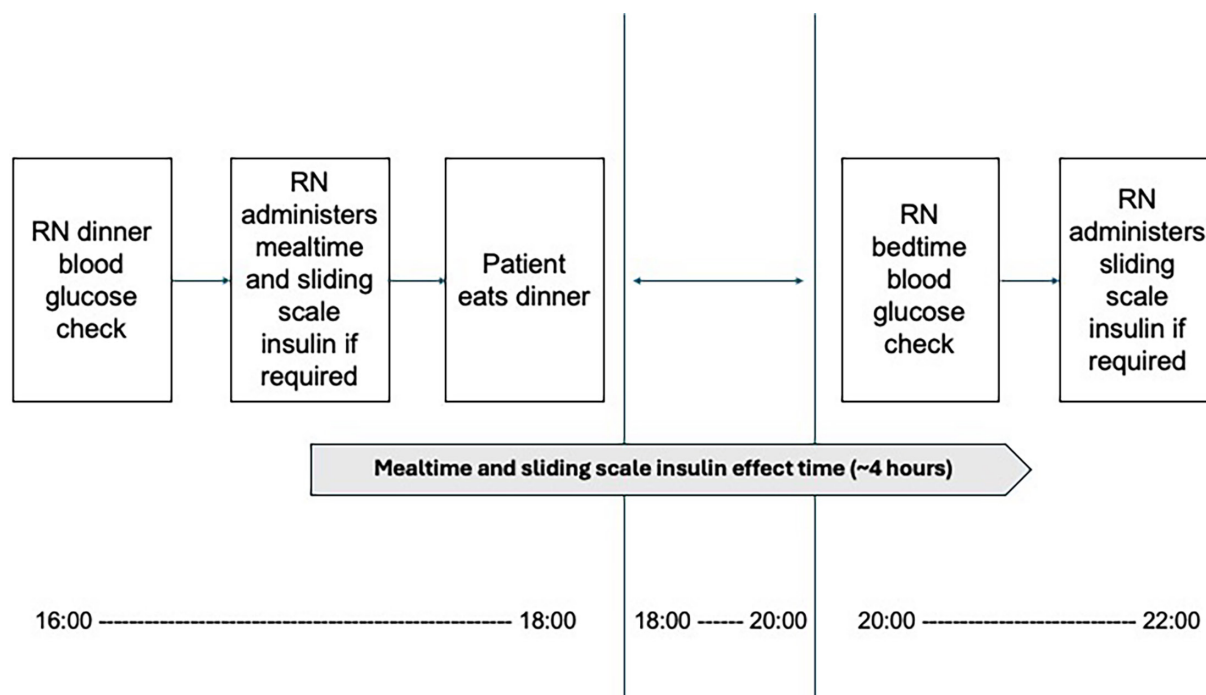 RN dinner
blood
glucose
check
RN
administers
mealtime
and sliding
scale
insulin if
required
Patient
eats dinner
RN
bedtime
blood
glucose
check
RN
administers
sliding
scale
insulin if
required
Mealtime and sliding scale insulin effect time (~4 hours)
16:00 ---------------------------------------------- 18:00
18:00 ------ 20:00
20:00 ------------------------ 22:00